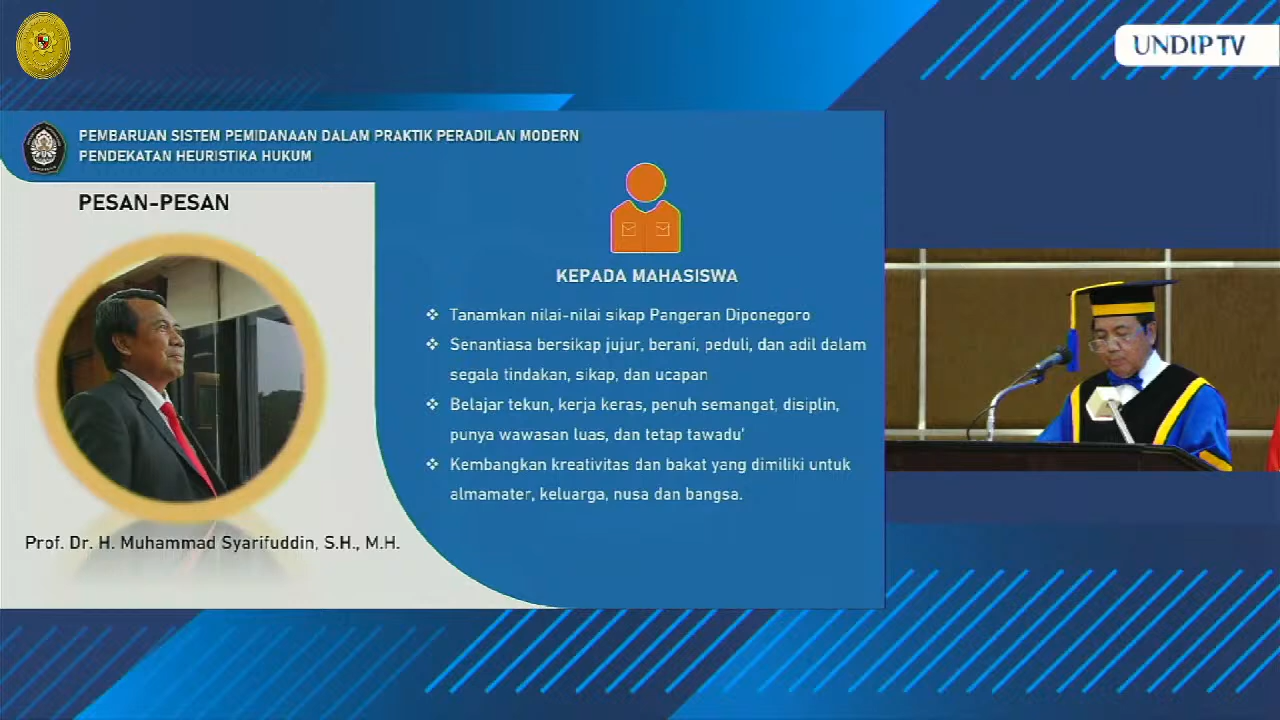 UNDIP TV
PEMBARUAN SISTEM PEMIDANAAN DALAM PRAKTIK PERADILAN MODERN
PENDEKATAN HEURISTIKA HUKUM
PESAN-PESAN
Prof. Dr. H. Muhammad Syarifuddin, S.H., M.H.
KEPADA MAHASISWA
❖ Tanamkan nilai-nilai sikap Pangeran Diponegoro
❖ Senantiasa bersikap jujur, berani, peduli, dan adil dalam
segala tindakan, sikap, dan ucapan
❖ Belajar tekun, kerja keras, penuh semangat, disiplin,
punya wawasan luas, dan tetap tawadu'
❖ Kembangkan kreativitas dan bakat yang dimiliki untuk
almamater, keluarga, nusa dan bangsa.